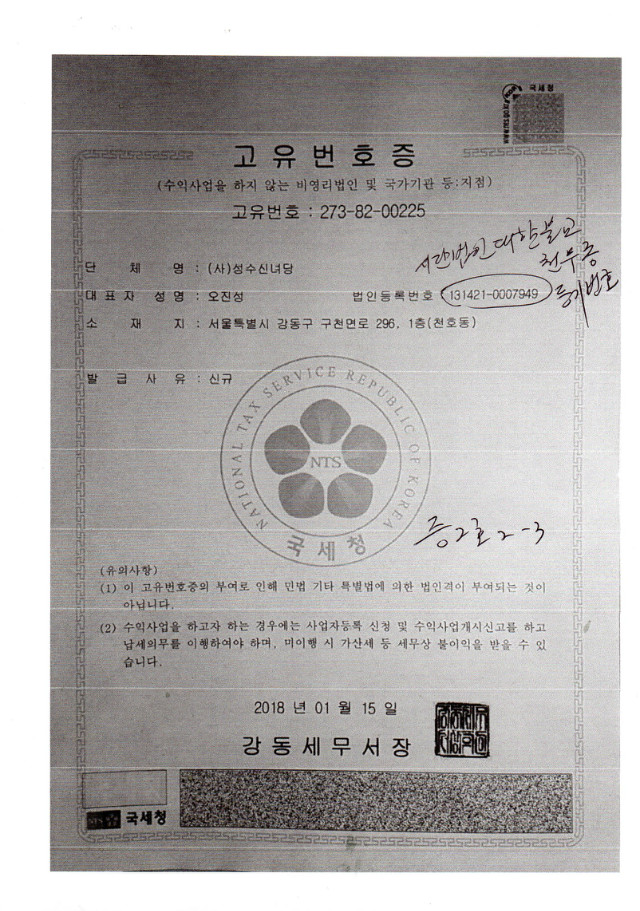 국세청
고유번호증
(수익사업을 하지 않는 비영리법인 및 국가기관 등:지점)
고유번호 : 273-82-00225
사단법인 대한불교
천부종
등기번호
단 체 명 : (사)성수신녀당
대표자 성명 : 오진성 법인등록번호 : 131421-0007949
소 재 지 : 서울특별시 강동구 구천면로 296, 1층(천호동)
발 급 사 유 : 신규
NATIONAL TAX SERVICE REPUBLIC OF KOREA
NTS
국세청
증2호 2-3
(유의사항)
(1) 이 고유번호증의 부여로 인해 민법 기타 특별법에 의한 법인격이 부여되는 것이
아닙니다.
(2) 수익사업을 하고자 하는 경우에는 사업자등록 신청 및 수익사업개시신고를 하고
납세의무를 이행하여야 하며, 미이행 시 가산세 등 세무상 불이익을 받을 수 있
습니다.
2018 년 01 월 15 일
강동세무서장
NTS 국세청